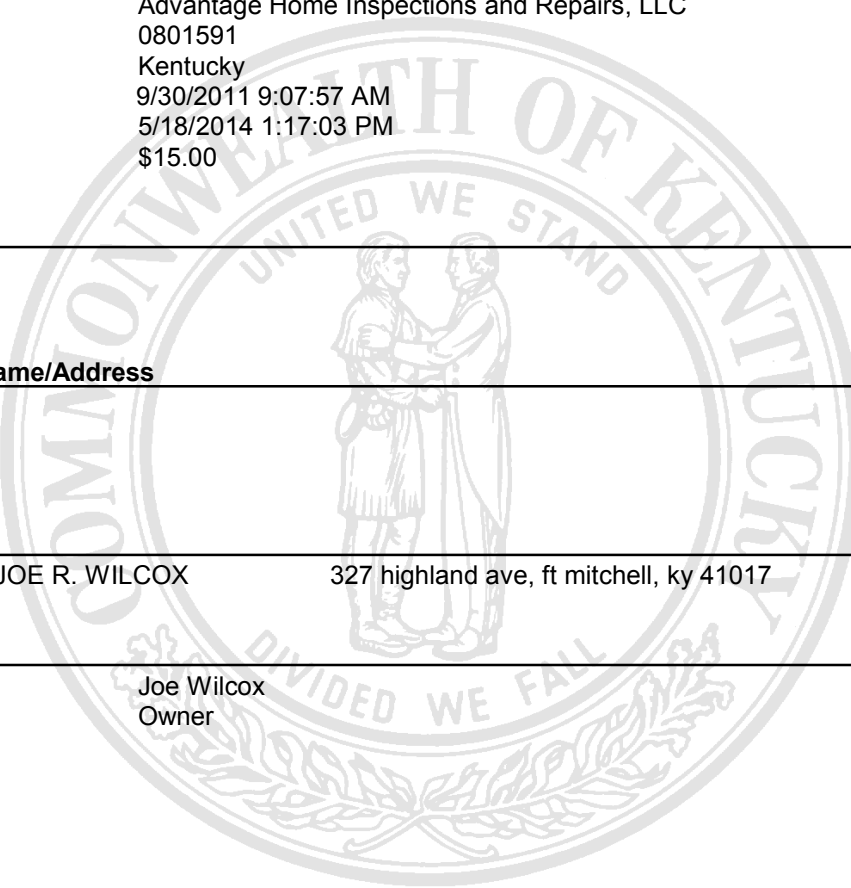 Advantage Home Inspections and Repairs, LLC
0801591
Kentucky
9/30/2011 9:07:57 AM
5/18/2014 1:17:03 PM
$15.00
COMMONWEALTH OF KENTUCKY
UNITED WE STAND
ame/Address
JOE R. WILCOX 327 highland ave, ft mitchell, ky 41017
DIVIDED WE FALL
Joe Wilcox
Owner